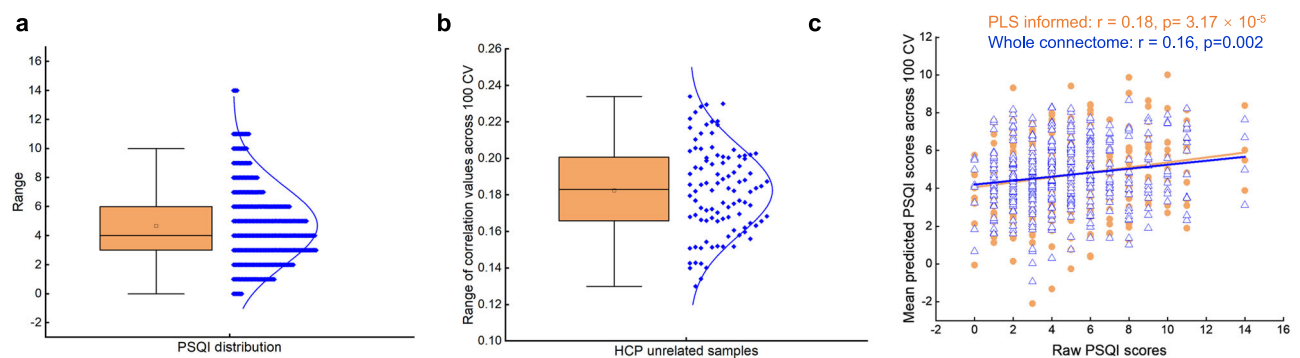 a
16
14
12
10
8
6
4
2
0
-2
Range
PSQI distribution
b
0.26
0.24
0.22
0.20
0.18
0.16
0.14
0.12
0.10
Range of correlation values across 100 CV
HCP unrelated samples
c
PLS informed: r = 0.18, p= 3.17 × 10-5
Whole connectome: r = 0.16, p=0.002
12
10
8
6
4
2
0
-2
Mean predicted PSQI scores across 100 CV
-2 0 2 4 6 8 10 12 14 16
Raw PSQI scores